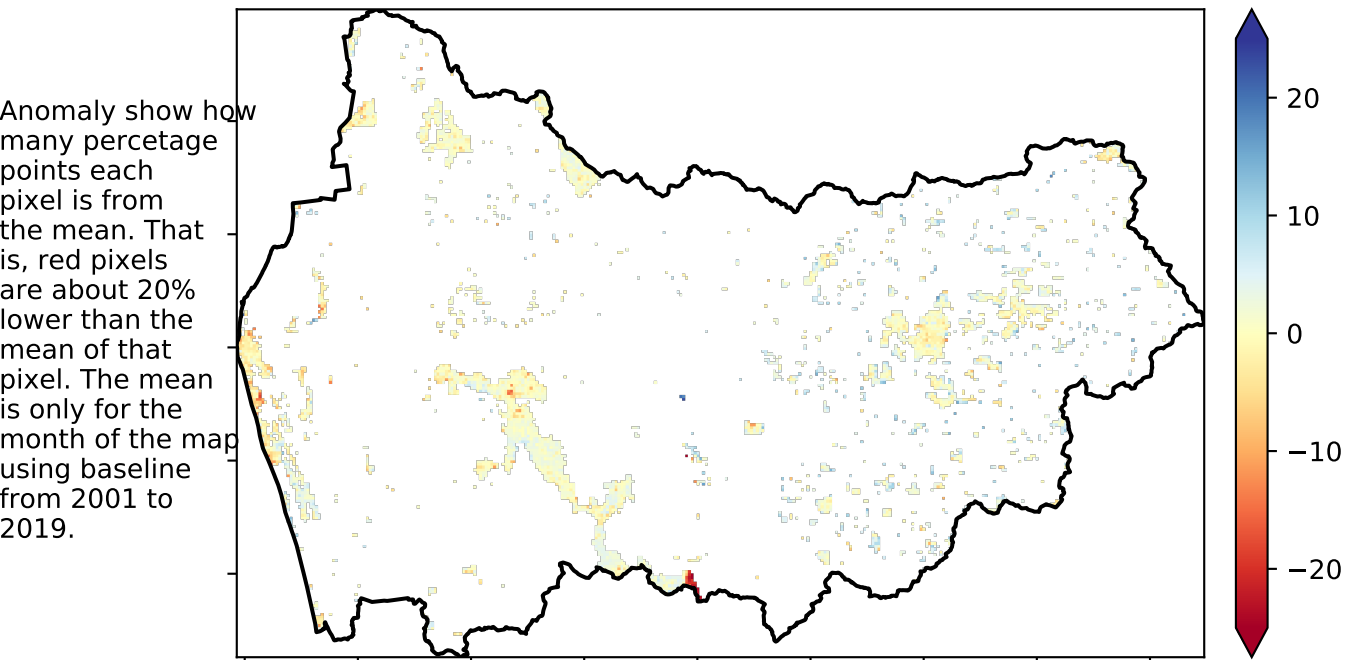 Anomaly show how
many percetage
points each
pixel is from
the mean. That
is, red pixels
are about 20%
lower than the
mean of that
pixel. The mean
is only for the
month of the map
using baseline
from 2001 to
2019.
20
10
0
−10
−20